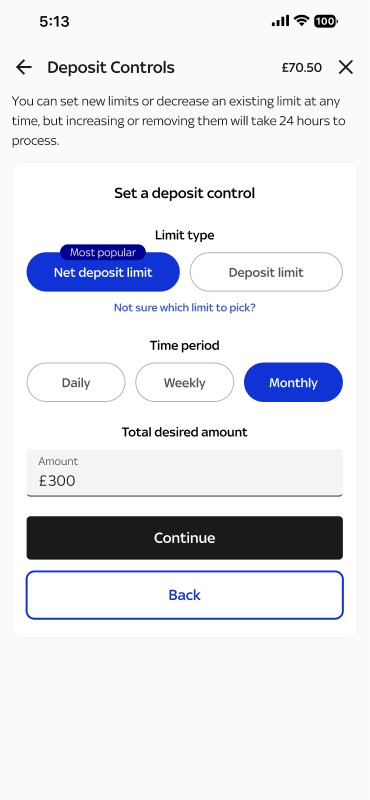 5:13
100
Deposit Controls
£70.50
You can set new limits or decrease an existing limit at any
time, but increasing or removing them will take 24 hours to
process.
Set a deposit control
Limit type
Most popular
Net deposit limit
Deposit limit
Not sure which limit to pick?
Time period
Daily
Weekly
Monthly
Total desired amount
Amount
£300
Continue
Back